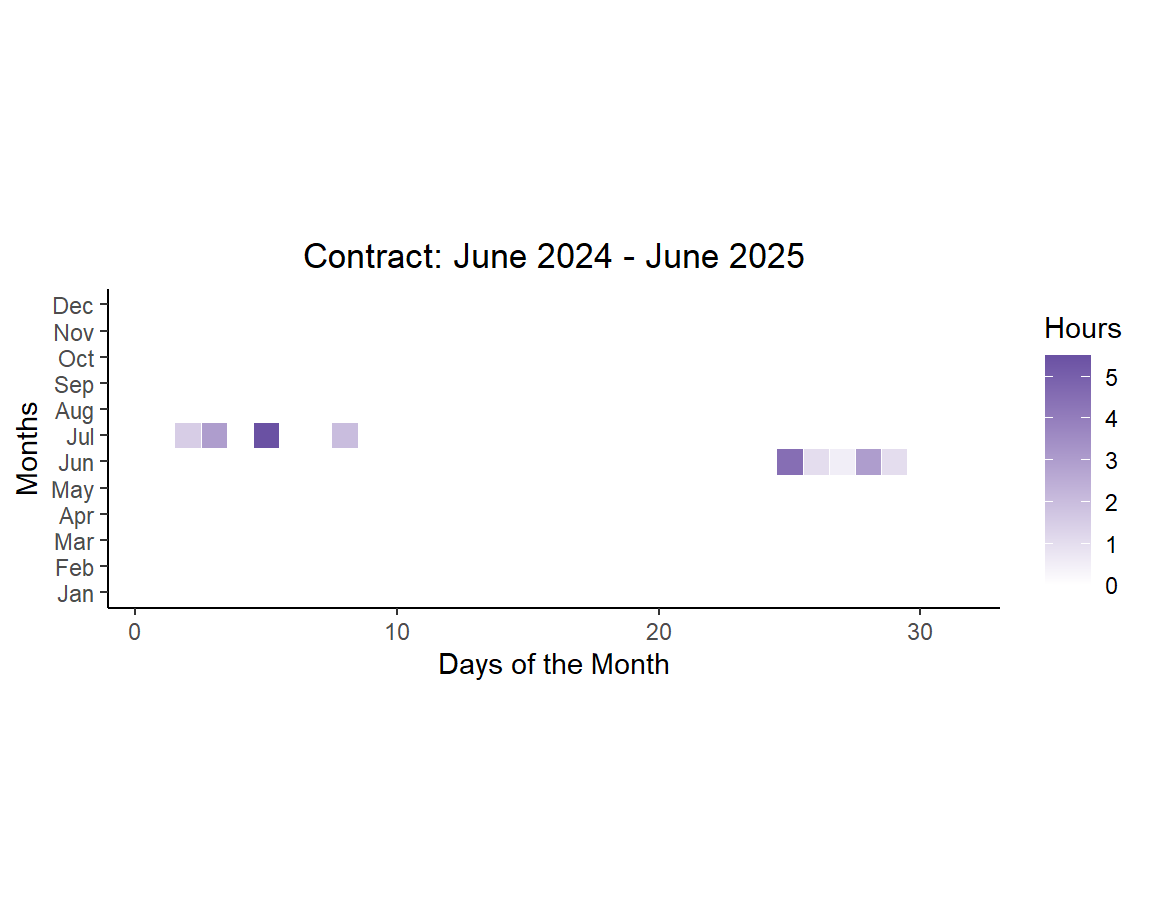 Contract: June 2024 - June 2025
Months
Dec
Nov
Oct
Sep
Aug
Jul
Jun
May
Apr
Mar
Feb
Jan
0 10 20 30
Days of the Month
Hours
5
4
3
2
1
0